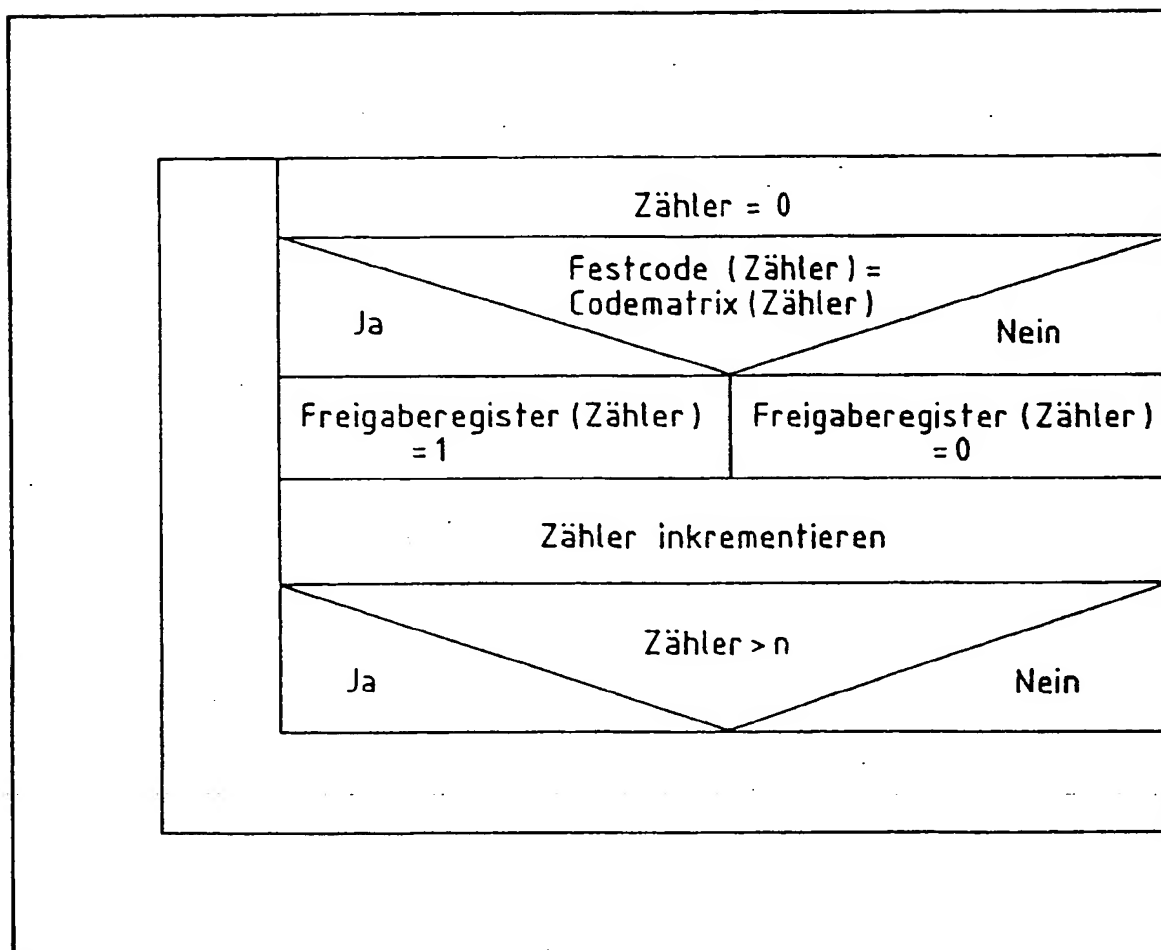 Zähler = 0
Festcode (Zähler) =
Codematrix (Zähler)
Ja
Nein
Freigaberegister (Zähler)
= 1
Freigaberegister (Zähler)
= 0
Zähler inkrementieren
Zähler > n
Ja
Nein